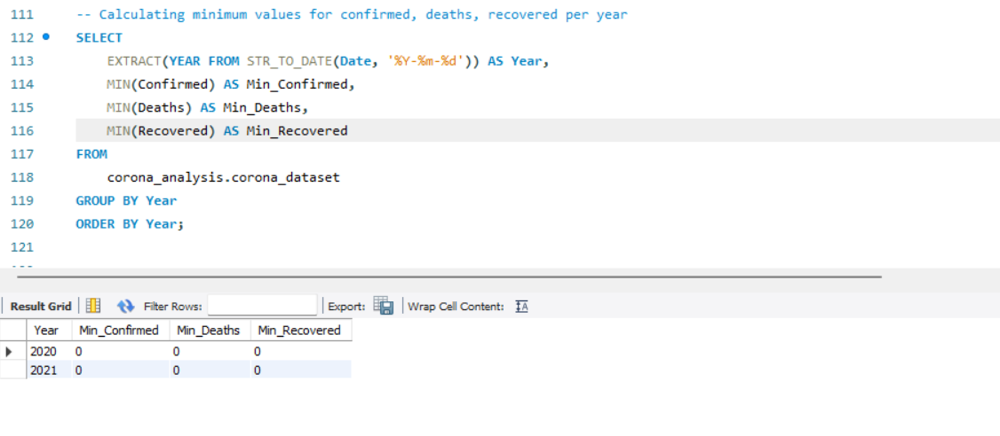 111 -- Calculating minimum values for confirmed, deaths, recovered per year
112 SELECT
113 EXTRACT(YEAR FROM STR_TO_DATE(Date, '%Y-%m-%d')) AS Year,
114 MIN(Confirmed) AS Min_Confirmed,
115 MIN(Deaths) AS Min_Deaths,
116 MIN(Recovered) AS Min_Recovered
117 FROM
118 corona_analysis.corona_dataset
119 GROUP BY Year
120 ORDER BY Year;
121
Result Grid Filter Rows: Export: Wrap Cell Content: IA
Year Min_Confirmed Min_Deaths Min_Recovered
2020 0 0 0
2021 0 0 0